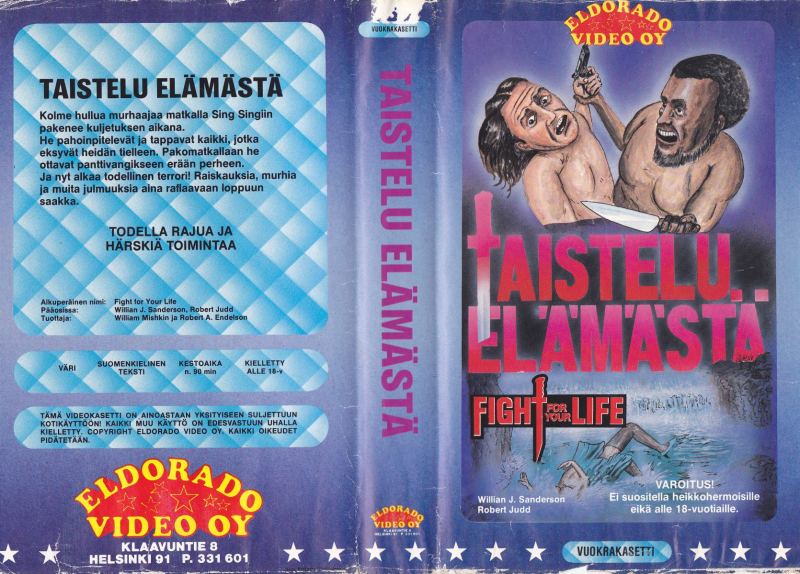 TAISTELU ELÄMÄSTÄ
Kolme hullua murhaajaa matkalla Sing Singiin
pakenee kuljetuksen aikana.
He pahoinpitelevät ja tappavat kaikki, jotka
eksyvät heidän tielleen. Pakomatkallaan he
ottavat panttivangikseen erään perheen.
Ja nyt alkaa todellinen terrori! Raiskauksia, murhia
ja muita julmuuksia aina raflaavaan loppuun
saakka.
TODELLA RAJUA JA
HÄRSKIÄ TOIMINTAA
Alkuperäinen nimi: Fight for Your Life
Pääosissa: Willian J. Sanderson, Robert Judd
Tuottaja: William Mishkin ja Robert A. Endelson
VÄRI
SUOMENKIELINEN
TEKSTI
KESTOAIKA
n. 90 min
KIELLETTY
ALLE 18-v
TÄMÄ VIDEOKASETTI ON AINOASTAAN YKSITYISEEN SULJETTUUN
KOTIKÄYTTÖÖN! KAIKKI MUU KÄYTTÖ ON EDESVASTUUN UHALLA
KIELLETTY. COPYRIGHT ELDORADO VIDEO OY. KAIKKI OIKEUDET
PIDÄTETÄÄN.
ELDORADO
VIDEO OY
KLAAVUNTIE 8
HELSINKI 91 P. 331 601
VUOKRAKASETTI
TAISTELU ELÄMÄSTÄ
ELDORADO
VIDEO OY
KLAAVUNTIE 8
HELSINKI 91 P. 331 601
ELDORADO
VIDEO OY
TAISTELU
ELÄMÄSTÄ
FIGHT FOR YOUR LIFE
Willian J. Sanderson
Robert Judd
VAROITUS!
Ei suositella heikkohermoisille
eikä alle 18-vuotiaille.
VUOKRAKASETTI